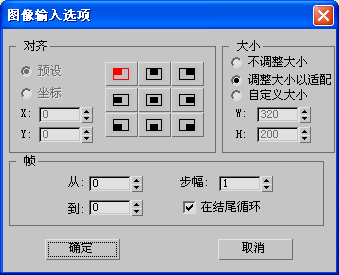 图像输入选项
对齐
预设
坐标
X: 0
Y: 0
大小
不调整大小
调整大小以适配
自定义大小
W: 320
H: 200
帧
从: 0
步幅: 1
到: 0
在结尾循环
确定
取消